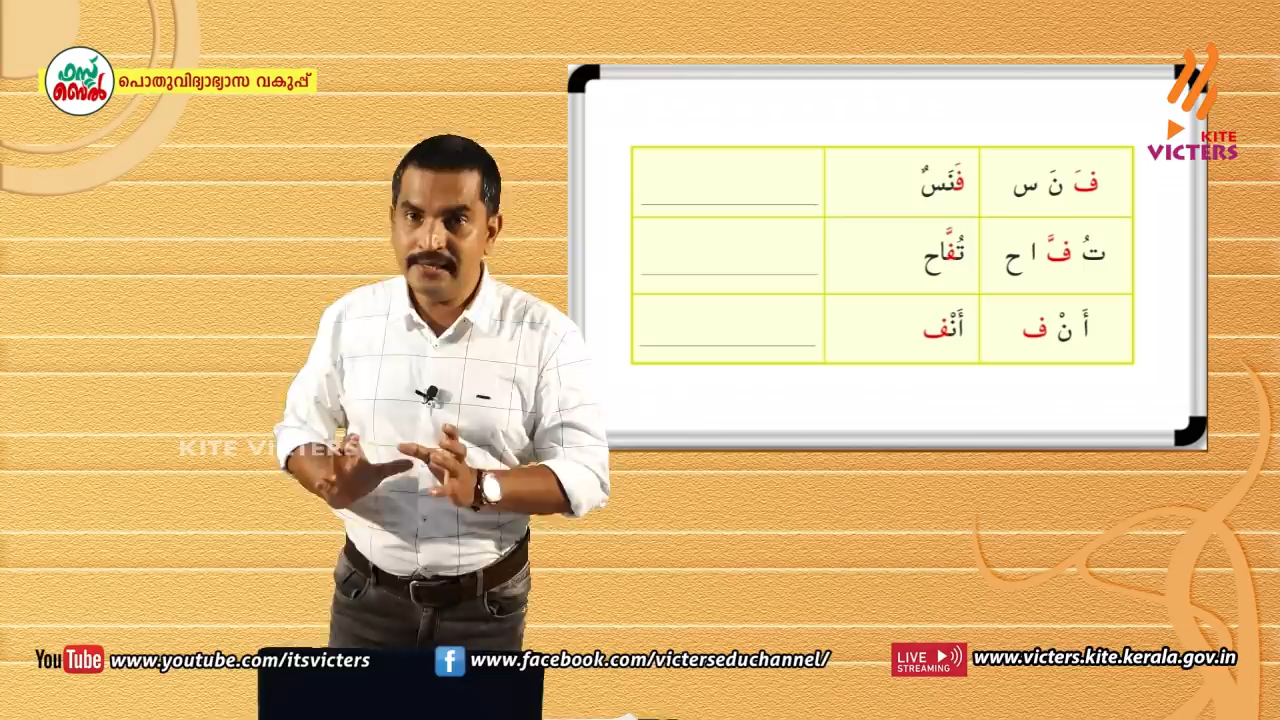 ഫസ്റ്റ്
ബെൽ
പൊതുവിദ്യാഭ്യാസ വകുപ്പ്
KITE
VICTERS
فَ نَ س
فَنَسٌ
تُ فَّ ا ح
تُفَّاح
أَ نْ ف
أَنْف
KITE VICTERS
YouTube www.youtube.com/itsvicters
f www.facebook.com/victerseduchannel/
LIVE
STREAMING
www.victers.kite.kerala.gov.in